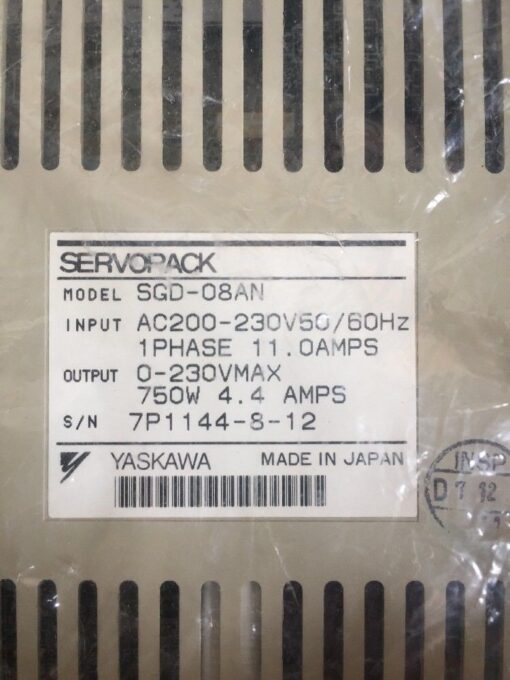 SERVOPACK
MODEL SGD-08AN
INPUT AC200-230V50/60Hz
1PHASE 11.0AMPS
OUTPUT 0-230VMAX
750W 4.4 AMPS
S/N 7P1144-8-12
YASKAWA MADE IN JAPAN
INSP
D 7 12